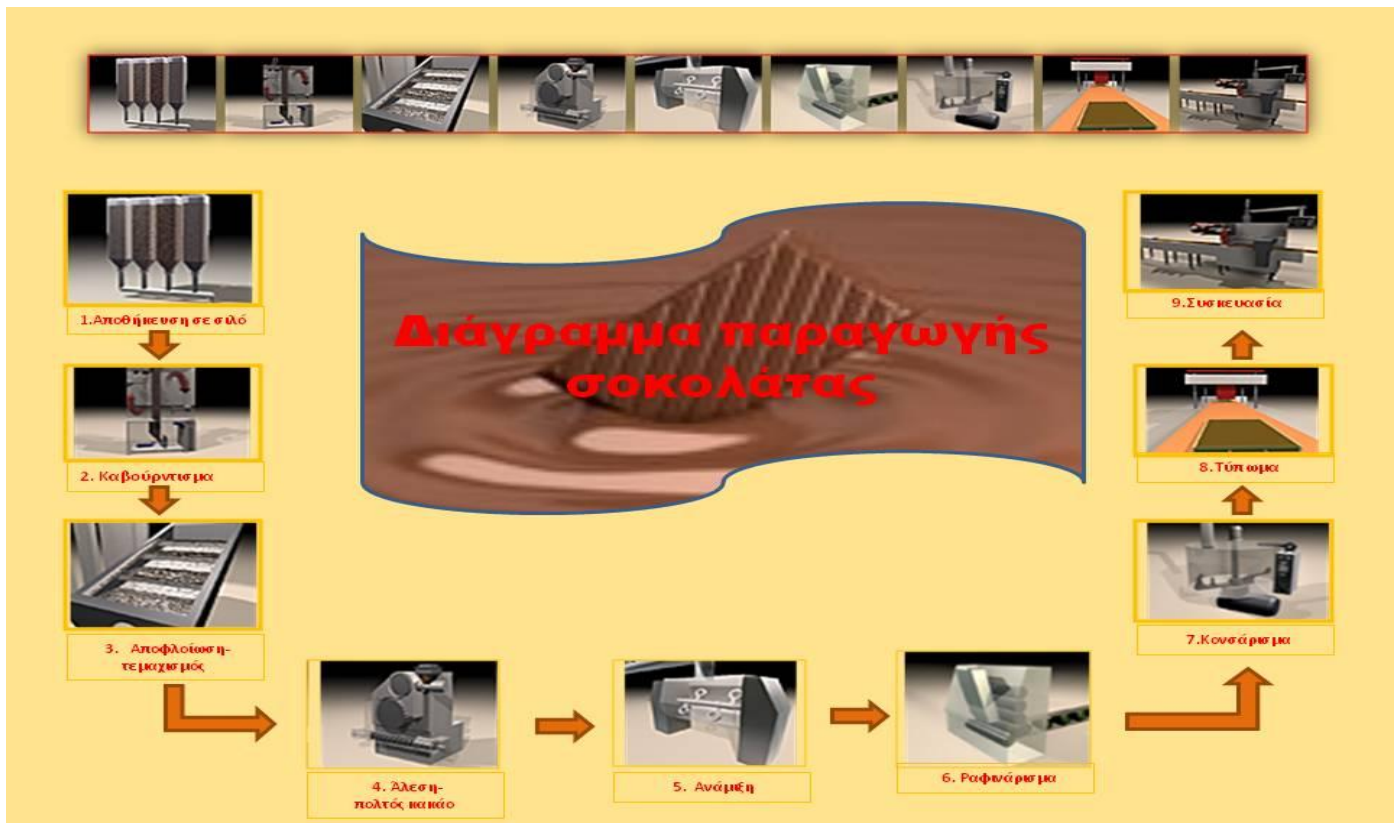 Διάγραμμα παραγωγής
σοκολάτας
1.Αποθήκευση σε σιλό
2. Καβούρντισμα
3. Αποφλοίωση-
τεμαχισμός
4. Άλεση-
πολτός κακάο
5. Ανάμιξη
6. Ραφινάρισμα
7.Κονσάρισμα
8.Τύπωμα
9.Συσκευασία